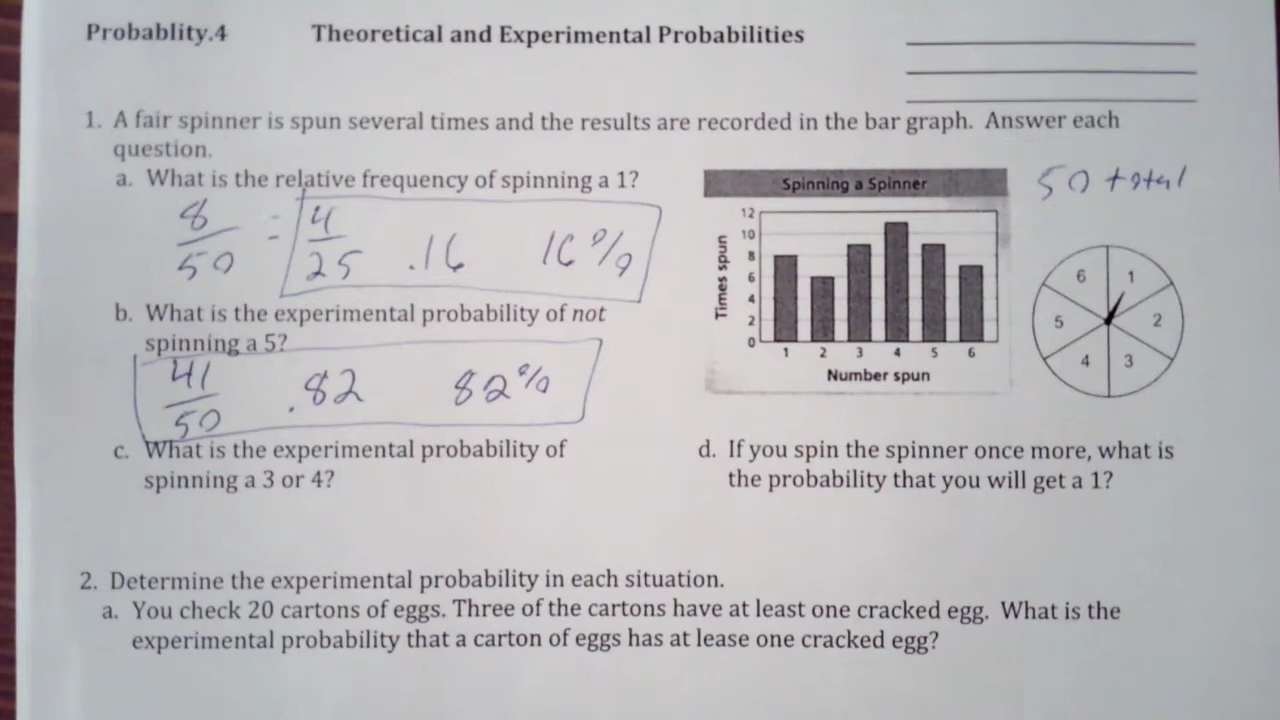 Probablity.4 Theoretical and Experimental Probabilities
1. A fair spinner is spun several times and the results are recorded in the bar graph. Answer each
question.
a. What is the relative frequency of spinning a 1?
8/50 = 4/25 .16 16%
b. What is the experimental probability of not
spinning a 5?
41/50 .82 82%
c. What is the experimental probability of
spinning a 3 or 4?
Spinning a Spinner
50 total
Times spun
12
10
8
6
4
2
0
1 2 3 4 5 6
Number spun
6 1
5 2
4 3
d. If you spin the spinner once more, what is
the probability that you will get a 1?
2. Determine the experimental probability in each situation.
a. You check 20 cartons of eggs. Three of the cartons have at least one cracked egg. What is the
experimental probability that a carton of eggs has at lease one cracked egg?